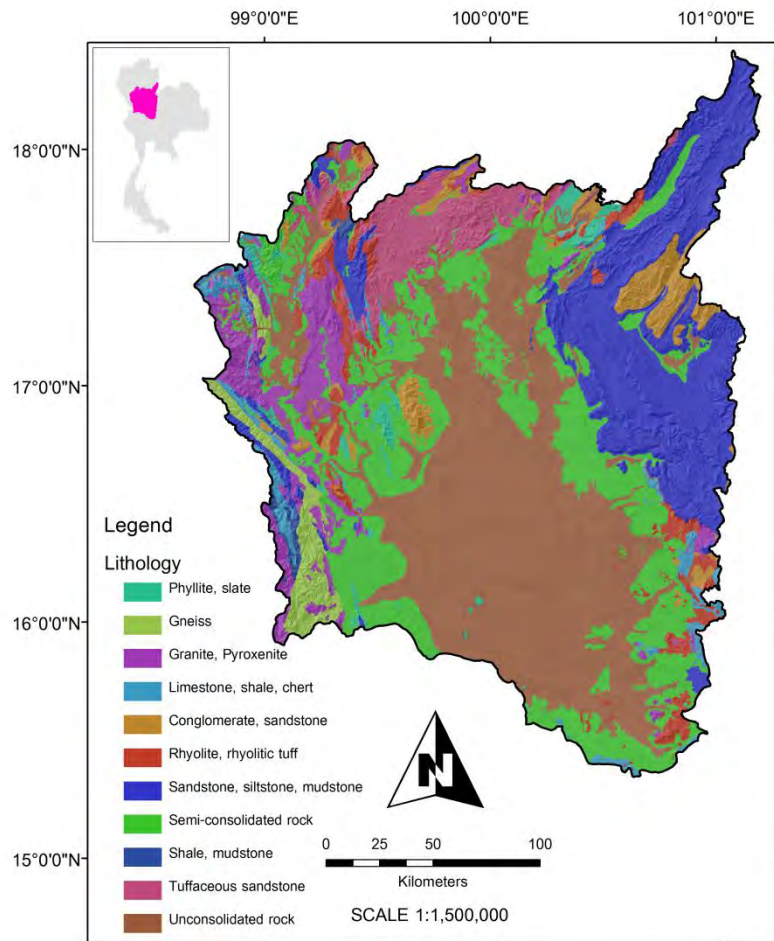 99°0'0"E 100°0'0"E 101°0'0"E
18°0'0"N
17°0'0"N
16°0'0"N
15°0'0"N
Legend
Lithology
Phyllite, slate
Gneiss
Granite, Pyroxenite
Limestone, shale, chert
Conglomerate, sandstone
Rhyolite, rhyolitic tuff
Sandstone, siltstone, mudstone
Semi-consolidated rock
Shale, mudstone
Tuffaceous sandstone
Unconsolidated rock
N
0 25 50 100
Kilometers
SCALE 1:1,500,000